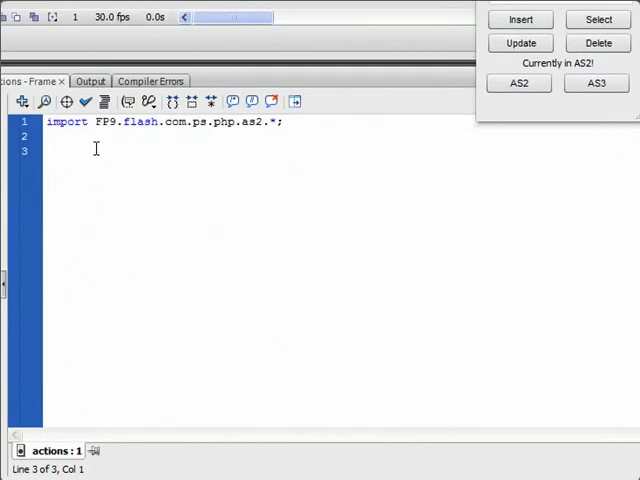 1 30.0 fps 0.0s
Insert Select
Update Delete
Currently in AS2!
AS2 AS3
ons - Frame × Output Compiler Errors
1 import FP9.flash.com.ps.php.as2.*;
2
3
actions : 1
Line 3 of 3, Col 1